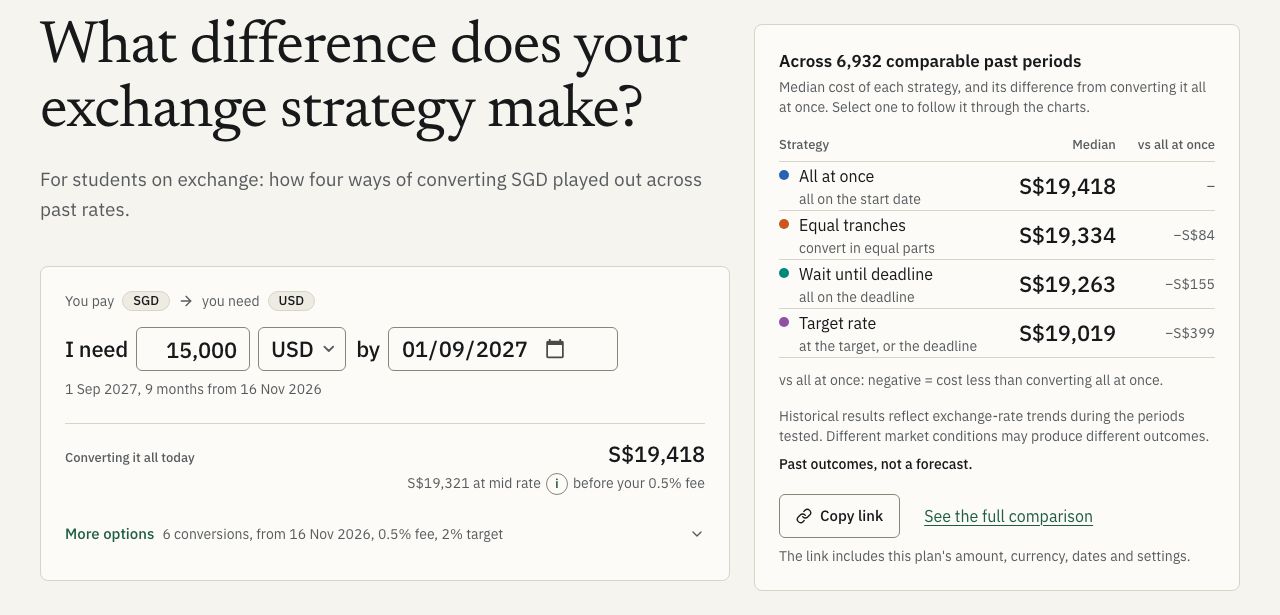 What difference does your
exchange strategy make?
For students on exchange: how four ways of converting SGD played out across
past rates.
You pay SGD → you need USD
I need 15,000 USD by 01/09/2027
1 Sep 2027, 9 months from 16 Nov 2026
Converting it all today S$19,418
S$19,321 at mid rate i before your 0.5% fee
More options 6 conversions, from 16 Nov 2026, 0.5% fee, 2% target
Across 6,932 comparable past periods
Median cost of each strategy, and its difference from converting it all
at once. Select one to follow it through the charts.
Strategy Median vs all at once
All at once S$19,418 –
all on the start date
Equal tranches S$19,334 −S$84
convert in equal parts
Wait until deadline S$19,263 −S$155
all on the deadline
Target rate S$19,019 −S$399
at the target, or the deadline
vs all at once: negative = cost less than converting all at once.
Historical results reflect exchange-rate trends during the periods
tested. Different market conditions may produce different outcomes.
Past outcomes, not a forecast.
Copy link See the full comparison
The link includes this plan's amount, currency, dates and settings.